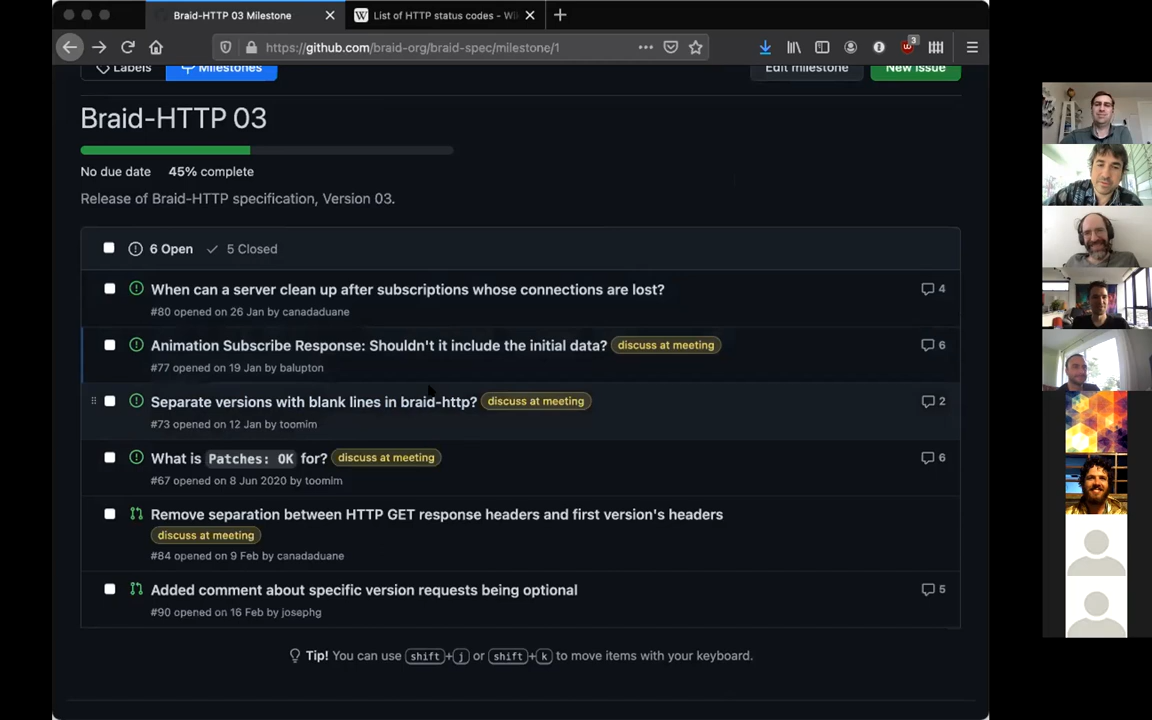 Braid-HTTP 03 Milestone
List of HTTP status codes - Wi
https://github.com/braid-org/braid-spec/milestone/1
3
Labels
Milestones
Edit milestone
New issue
Braid-HTTP 03
No due date 45% complete
Release of Braid-HTTP specification, Version 03.
6 Open 5 Closed
When can a server clean up after subscriptions whose connections are lost? 4
#80 opened on 26 Jan by canadaduane
Animation Subscribe Response: Shouldn't it include the initial data? discuss at meeting 6
#77 opened on 19 Jan by balupton
Separate versions with blank lines in braid-http? discuss at meeting 2
#73 opened on 12 Jan by toomim
What is Patches: OK for? discuss at meeting 6
#67 opened on 8 Jun 2020 by toomim
Remove separation between HTTP GET response headers and first version's headers
discuss at meeting
#84 opened on 9 Feb by canadaduane
Added comment about specific version requests being optional 5
#90 opened on 16 Feb by josephg
Tip! You can use shift+j or shift+k to move items with your keyboard.